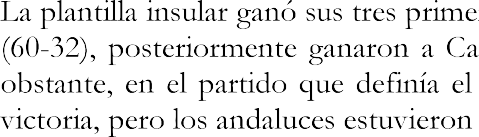 La plantilla insular ganó sus tres prime
(60-32), posteriormente ganaron a Ca
obstante, en el partido que definía el
victoria, pero los andaluces estuvieron